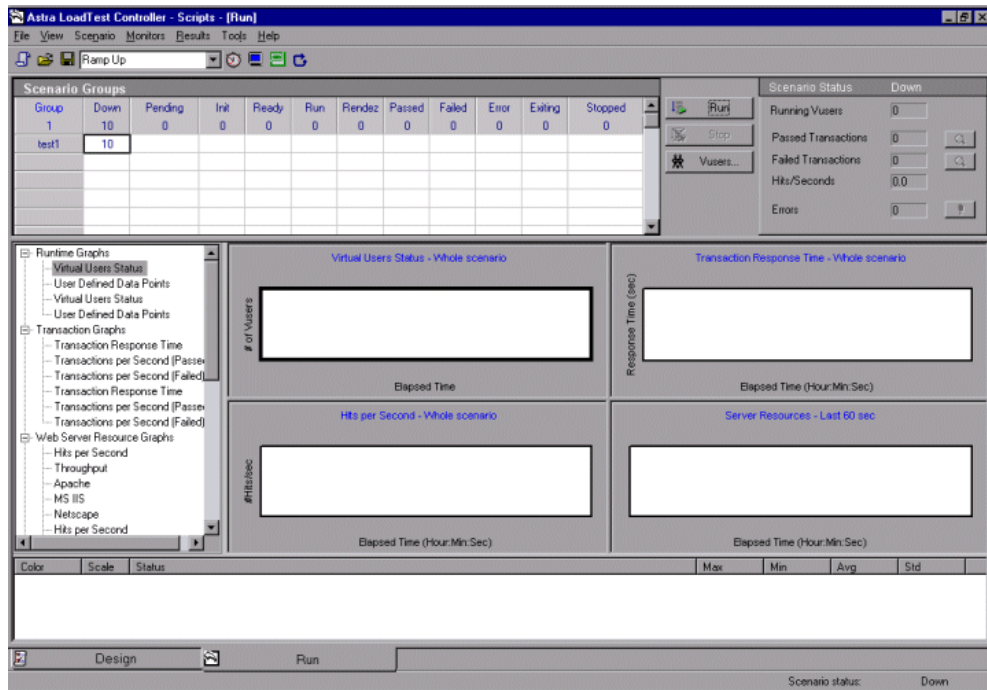 Astra LoadTest Controller - Scripts - [Run]
File View Scenario Monitors Results Tools Help
Ramp Up
Scenario Groups
Group Down Pending Init Ready Run Rendez Passed Failed Error Exiting Stopped
1 10 0 0 0 0 0 0 0 0 0 0
test1 10
Run
Stop
Vusers...
Scenario Status Down
Running Vusers 0
Passed Transactions 0
Failed Transactions 0
Hits/Seconds 0.0
Errors 0
Runtime Graphs
Virtual Users Status
User Defined Data Points
Virtual Users Status
User Defined Data Points
Transaction Graphs
Transaction Response Time
Transactions per Second (Passe
Transactions per Second (Failed)
Transaction Response Time
Transactions per Second (Passe
Transactions per Second (Failed)
Web Server Resource Graphs
Hits per Second
Throughput
Apache
MS IIS
Netscape
Hits per Second
Virtual Users Status - Whole scenario
# of Vusers
Elapsed Time
Transaction Response Time - Whole scenario
Response Time (sec)
Elapsed Time (Hour:Min:Sec)
Hits per Second - Whole scenario
#Hits/sec
Elapsed Time (Hour:Min:Sec)
Server Resources - Last 60 sec
Elapsed Time (Hour:Min:Sec)
Color Scale Status Max Min Avg Std
Design Run
Scenario status: Down